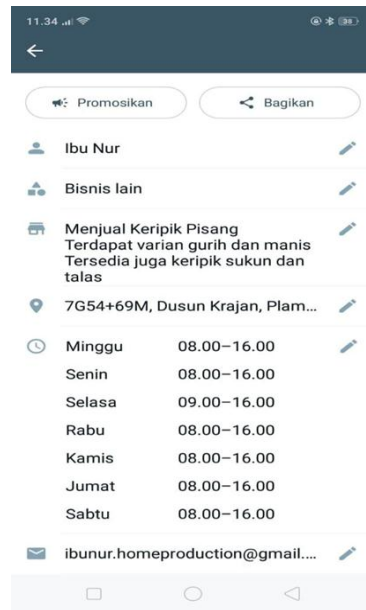 11.34
Promosikan
Bagikan
Ibu Nur
Bisnis lain
Menjual Keripik Pisang
Terdapat varian gurih dan manis
Tersedia juga keripik sukun dan
talas
7G54+69M, Dusun Krajan, Plam...
Minggu 08.00–16.00
Senin 08.00–16.00
Selasa 09.00–16.00
Rabu 08.00–16.00
Kamis 08.00–16.00
Jumat 08.00–16.00
Sabtu 08.00–16.00
ibunur.homeproduction@gmail....